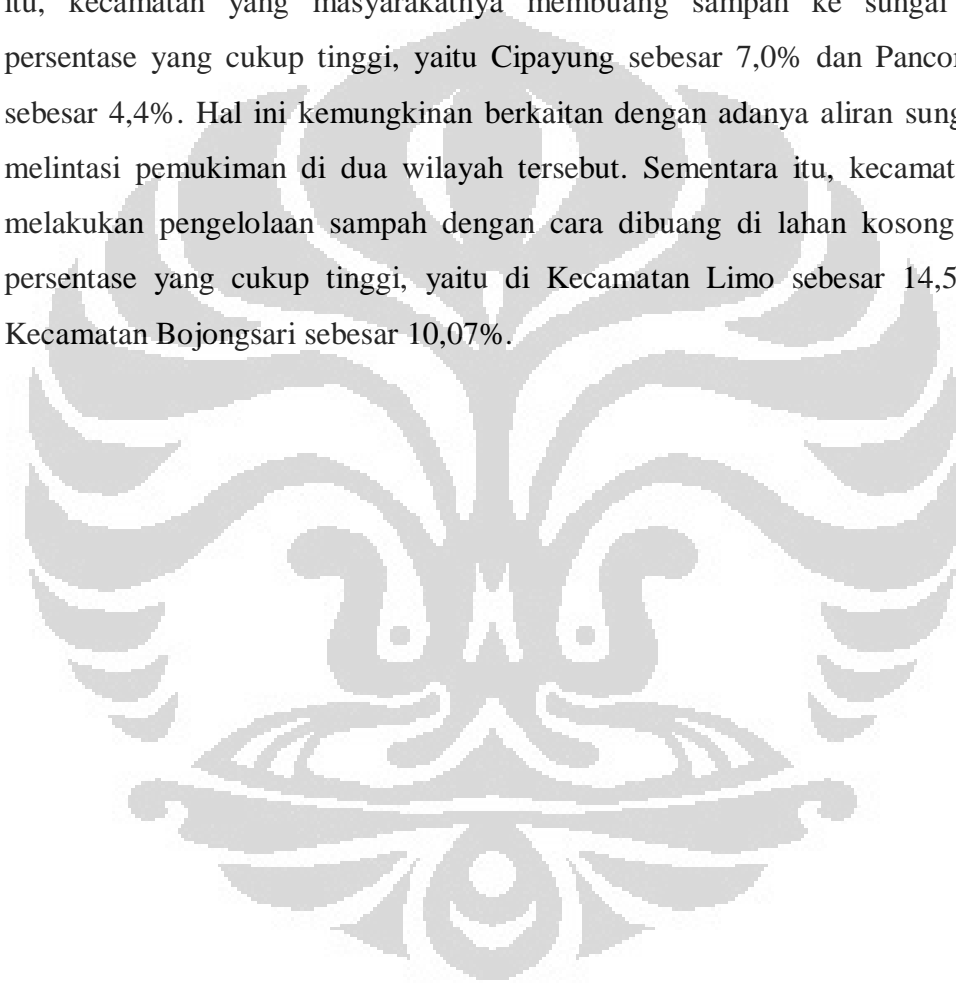 itu, kecamatan yang masyarakatnya membuang sampah ke sungai
persentase yang cukup tinggi, yaitu Cipayung sebesar 7,0% dan
sebesar 4,4%. Hal ini kemungkinan berkaitan dengan adanya aliran
melintasi pemukiman di dua wilayah tersebut. Sementara itu,
melakukan pengelolaan sampah dengan cara dibuang di lahan kosong
persentase yang cukup tinggi, yaitu di Kecamatan Limo sebesar 14,5
Kecamatan Bojongsari sebesar 10,07%.